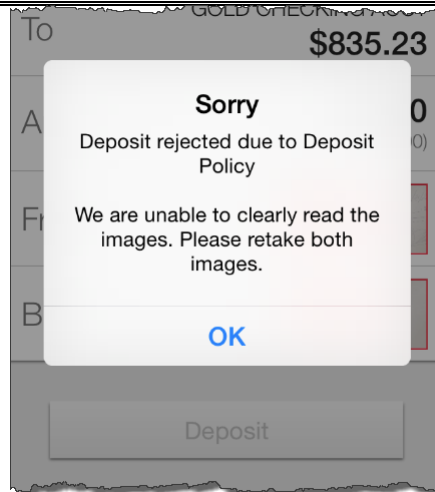 To
$835.23
Sorry
Deposit rejected due to Deposit
Policy
We are unable to clearly read the
images. Please retake both
images.
OK
Deposit